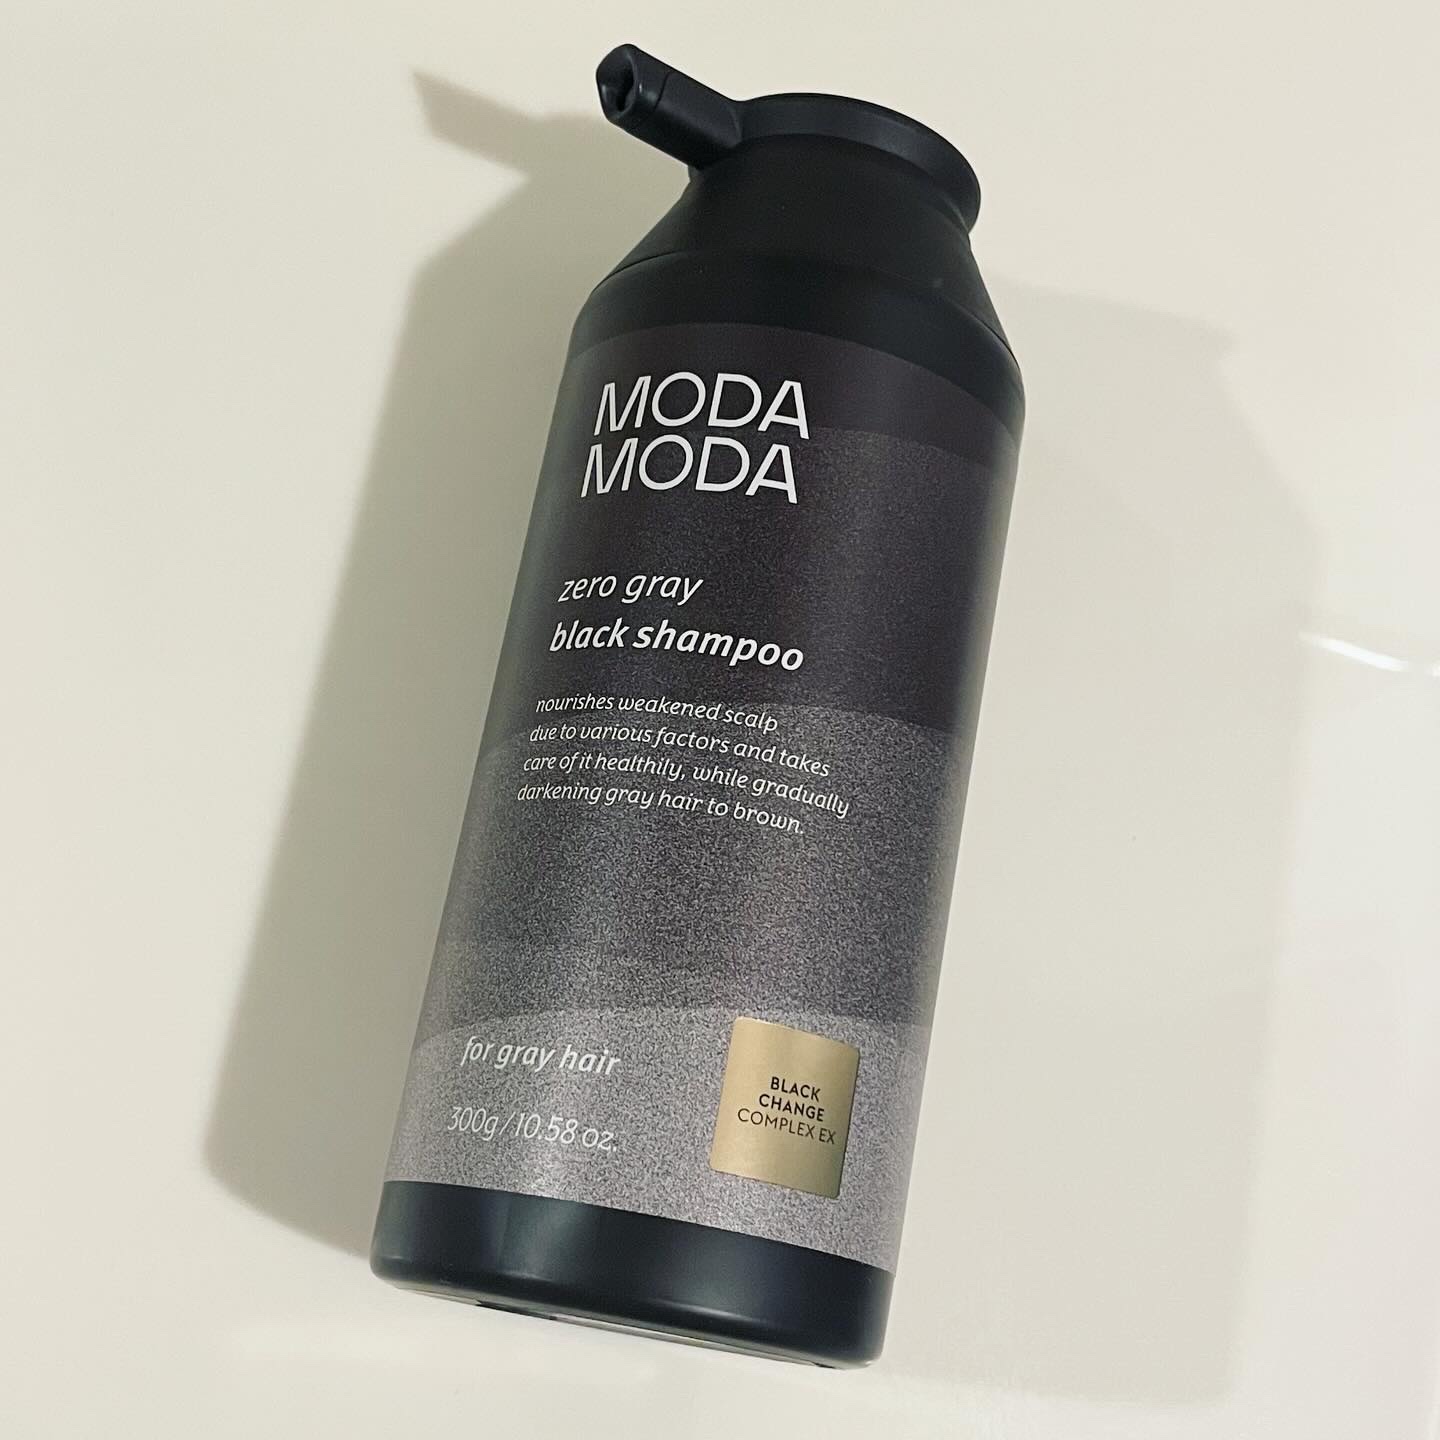 MODA
MODA
zero gray
black shampoo
nourishes weakened scalp
due to various factors and takes
care of it healthily, while gradually
darkening gray hair to brown.
for gray hair
300g / 10.58 oz.
BLACK
CHANGE
COMPLEX EX